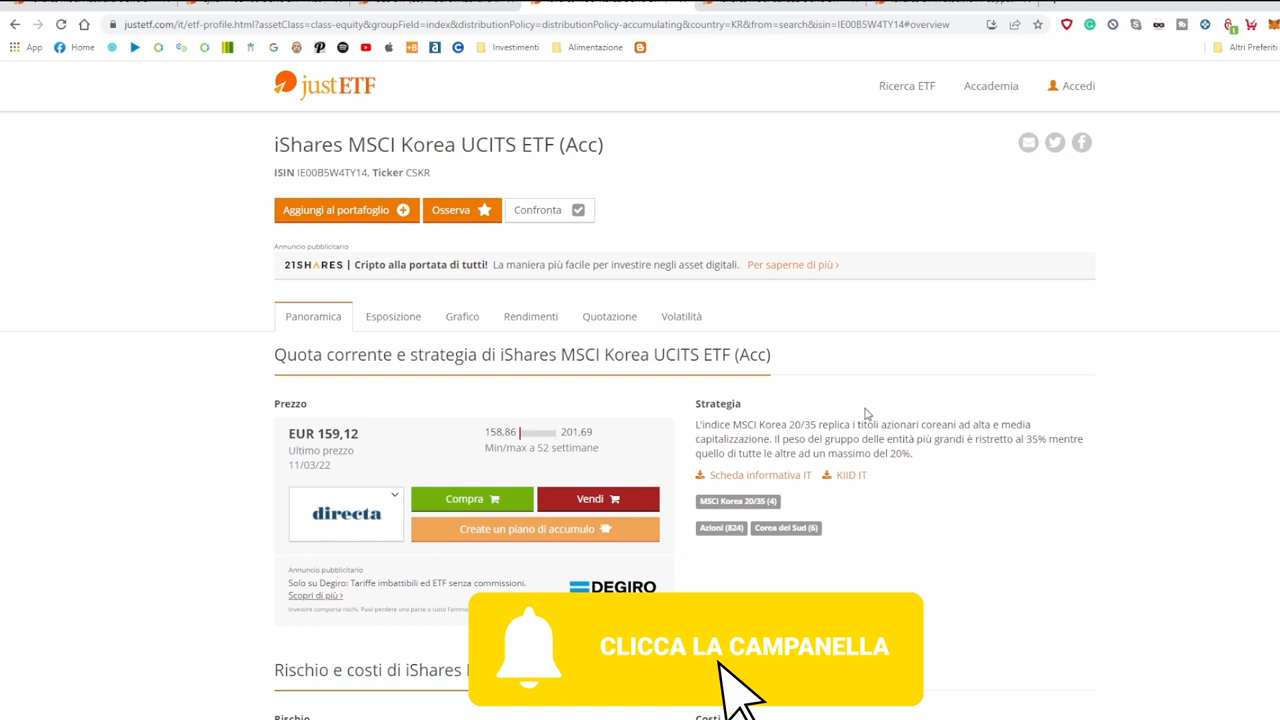 justetf.com/it/etf-profile.html?assetClass=class-equity&groupField=index&distributionPolicy=distributionPolicy-accumulating&country=KR&from=search&isin=IE00B5W4TY14#overview
App
Home
Investimenti
Alimentazione
Altri Preferiti
justETF
Ricerca ETF
Accademia
Accedi
iShares MSCI Korea UCITS ETF (Acc)
ISIN IE00B5W4TY14, Ticker CSKR
Aggiungi al portafoglio
Osserva
Confronta
Annuncio pubblicitario
21SHARES | Cripto alla portata di tutti! La maniera più facile per investire negli asset digitali. Per saperne di più ›
Panoramica
Esposizione
Grafico
Rendimenti
Quotazione
Volatilità
Quota corrente e strategia di iShares MSCI Korea UCITS ETF (Acc)
Prezzo
EUR 159,12
Ultimo prezzo
11/03/22
158,86
201,69
Min/max a 52 settimane
directa
Compra
Vendi
Create un piano di accumulo
Annuncio pubblicitario
Solo su Degiro: Tariffe imbattibili ed ETF senza commissioni.
Scopri di più ›
Investire comporta rischi. Puoi perdere una parte o tutto l'amm
DEGIRO
Strategia
L'indice MSCI Korea 20/35 replica i titoli azionari coreani ad alta e media
capitalizzazione. Il peso del gruppo delle entità più grandi è ristretto al 35% mentre
quello di tutte le altre ad un massimo del 20%.
Scheda informativa IT
KIID IT
MSCI Korea 20/35 (4)
Azioni (824)
Corea del Sud (6)
CLICCA LA CAMPANELLA
Rischio e costi di iShares
Rischio
Costi